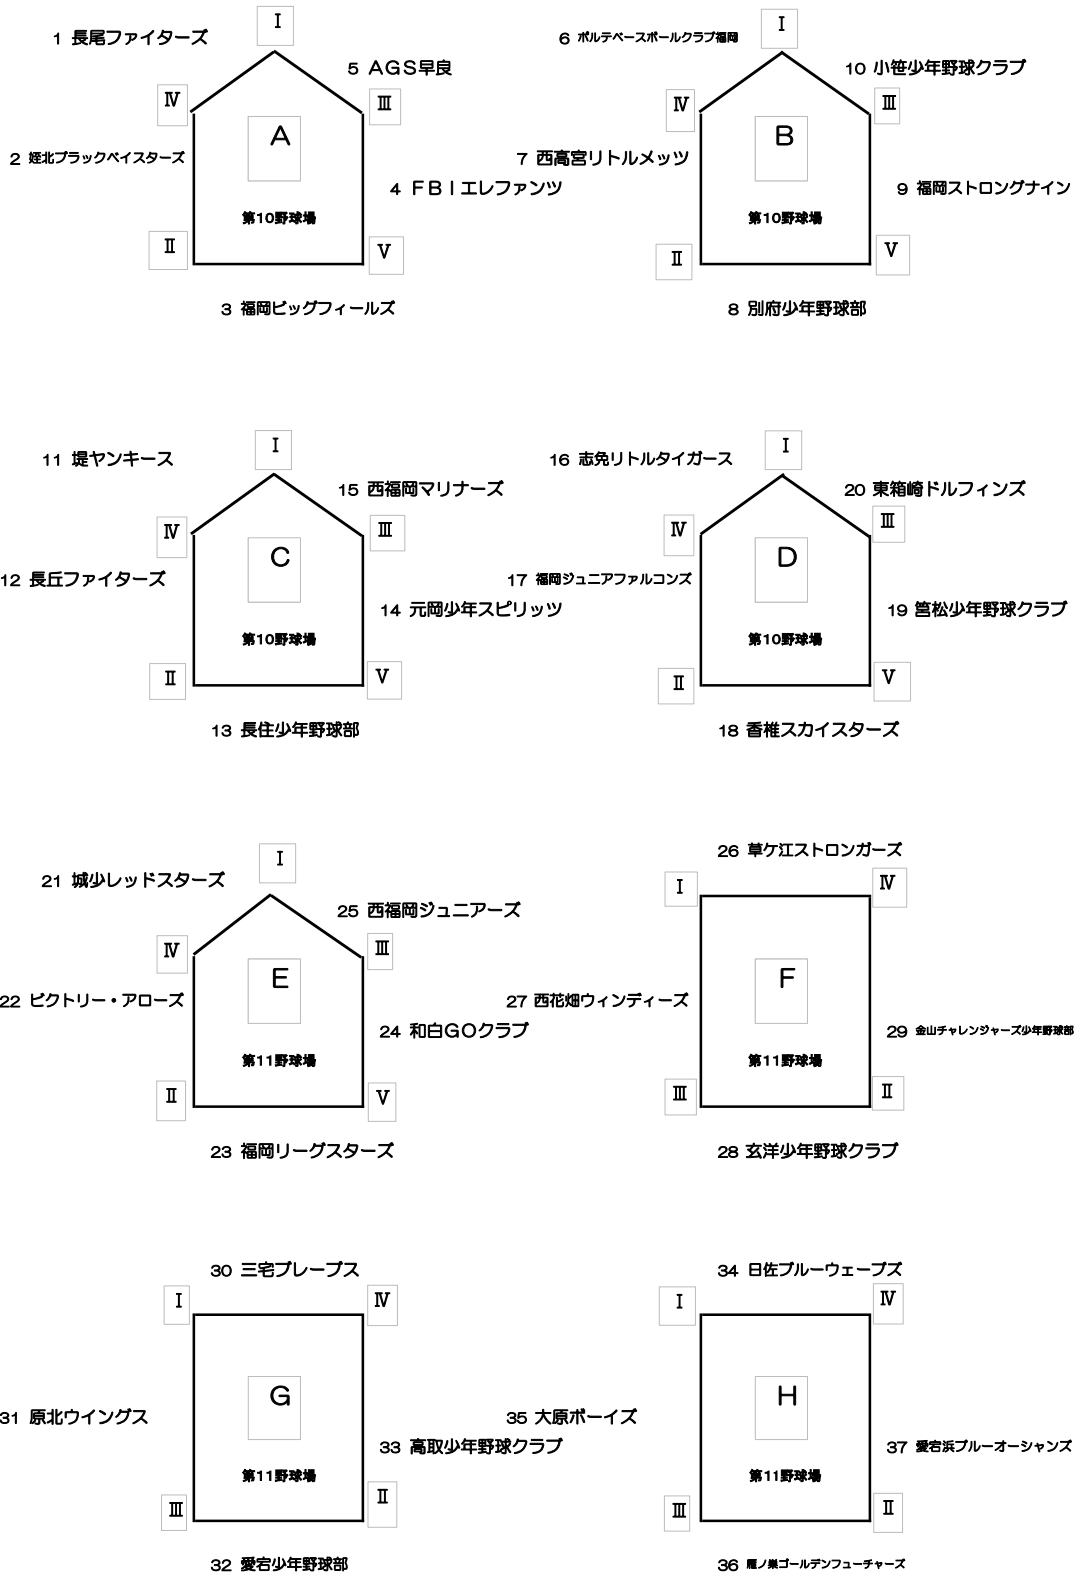 Ⅰ
1 長尾ファイターズ
5 AGS早良
Ⅳ
Ⅲ
A
2 姪北ブラックベイスターズ
4 FBIエレファンツ
第10野球場
Ⅱ
Ⅴ
3 福岡ビッグフィールズ
Ⅰ
6 ボルテベースボールクラブ福岡
10 小笹少年野球クラブ
Ⅳ
Ⅲ
B
7 西高宮リトルメッツ
9 福岡ストロングナイン
第10野球場
Ⅱ
Ⅴ
8 別府少年野球部
Ⅰ
11 堤ヤンキース
15 西福岡マリナーズ
Ⅳ
Ⅲ
C
12 長丘ファイターズ
14 元岡少年スピリッツ
第10野球場
Ⅱ
Ⅴ
13 長住少年野球部
Ⅰ
16 志免リトルタイガース
20 東箱崎ドルフィンズ
Ⅳ
Ⅲ
D
17 福岡ジュニアファルコンズ
19 筥松少年野球クラブ
第10野球場
Ⅱ
Ⅴ
18 香椎スカイスターズ
Ⅰ
21 城少レッドスターズ
25 西福岡ジュニアーズ
Ⅳ
Ⅲ
E
22 ビクトリー・アローズ
24 和白GOクラブ
第11野球場
Ⅱ
Ⅴ
23 福岡リーグスターズ
26 草ケ江ストロンガーズ
Ⅰ
Ⅳ
F
27 西花畑ウィンディーズ
29 金山チャレンジャーズ少年野球部
第11野球場
Ⅲ
Ⅱ
28 玄洋少年野球クラブ
30 三宅ブレーブス
Ⅰ
Ⅳ
G
31 原北ウイングス
33 高取少年野球クラブ
第11野球場
Ⅲ
Ⅱ
32 愛宕少年野球部
34 日佐ブルーウェーブズ
Ⅰ
Ⅳ
H
35 大原ボーイズ
37 愛宕浜ブルーオーシャンズ
第11野球場
Ⅲ
Ⅱ
36 雁ノ巣ゴールデンフューチャーズ